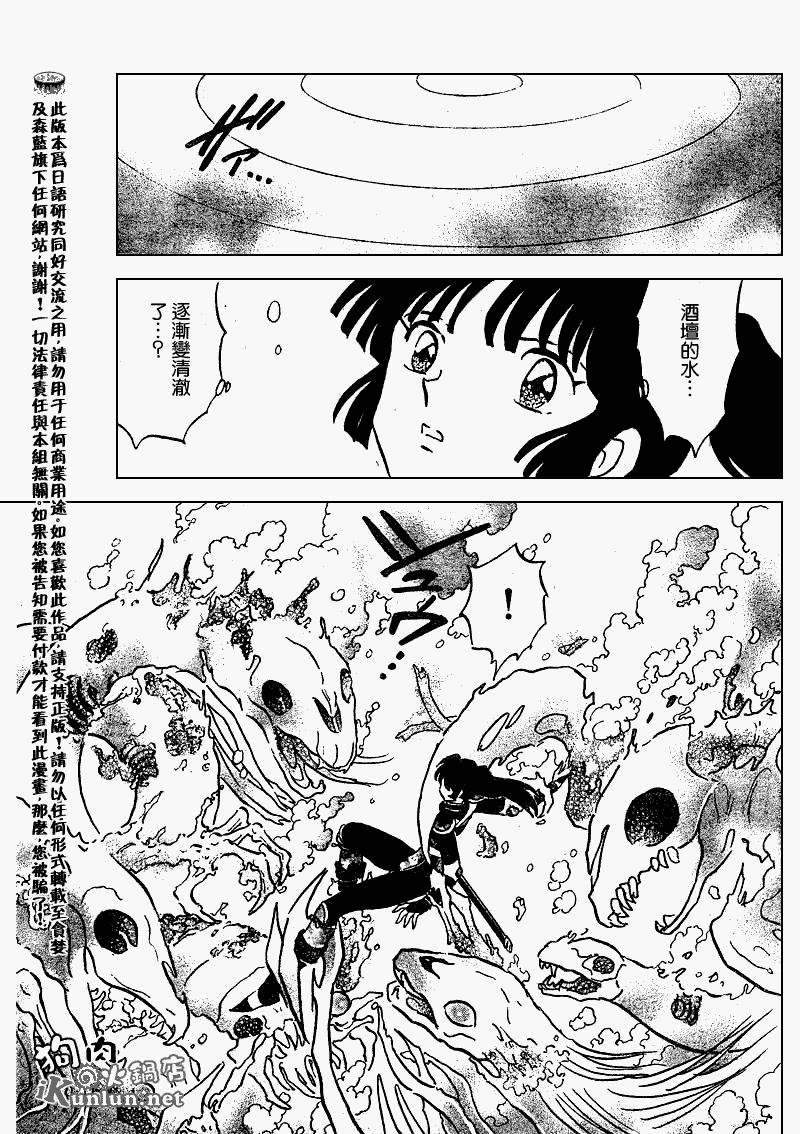 ザァ…
酒壇的水…
逐漸變清澈
了…?
!
シュウ…
此版本爲日語研究同好交流之用,請勿用于任何商業用途。如您喜歡此作品,請支持正版!請勿以任何形式轉載至貪婪
及森藍旗下任何網站,謝謝!一切法律責任與本組無關。如果您被告知需要付款才能看到此漫畫,那麼,您被騙了!
狗肉
@火鍋店
iKunlun.net